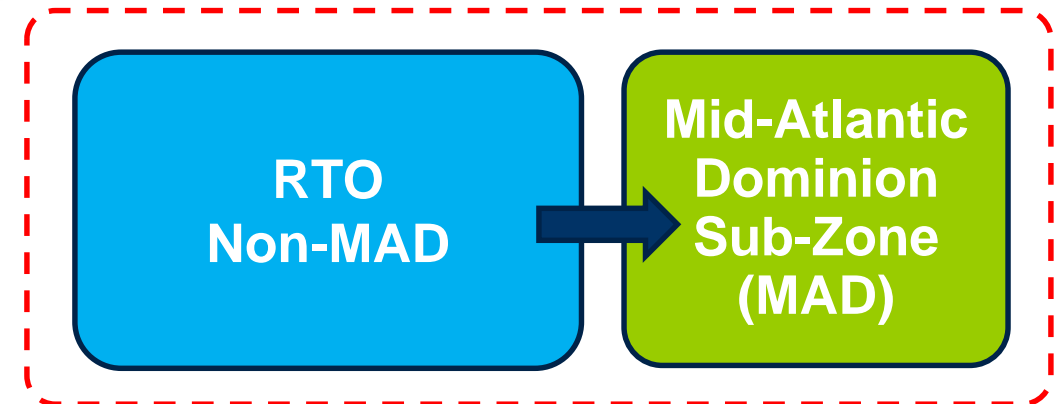 RTO
Non-MAD
Mid-Atlantic
Dominion
Sub-Zone
(MAD)